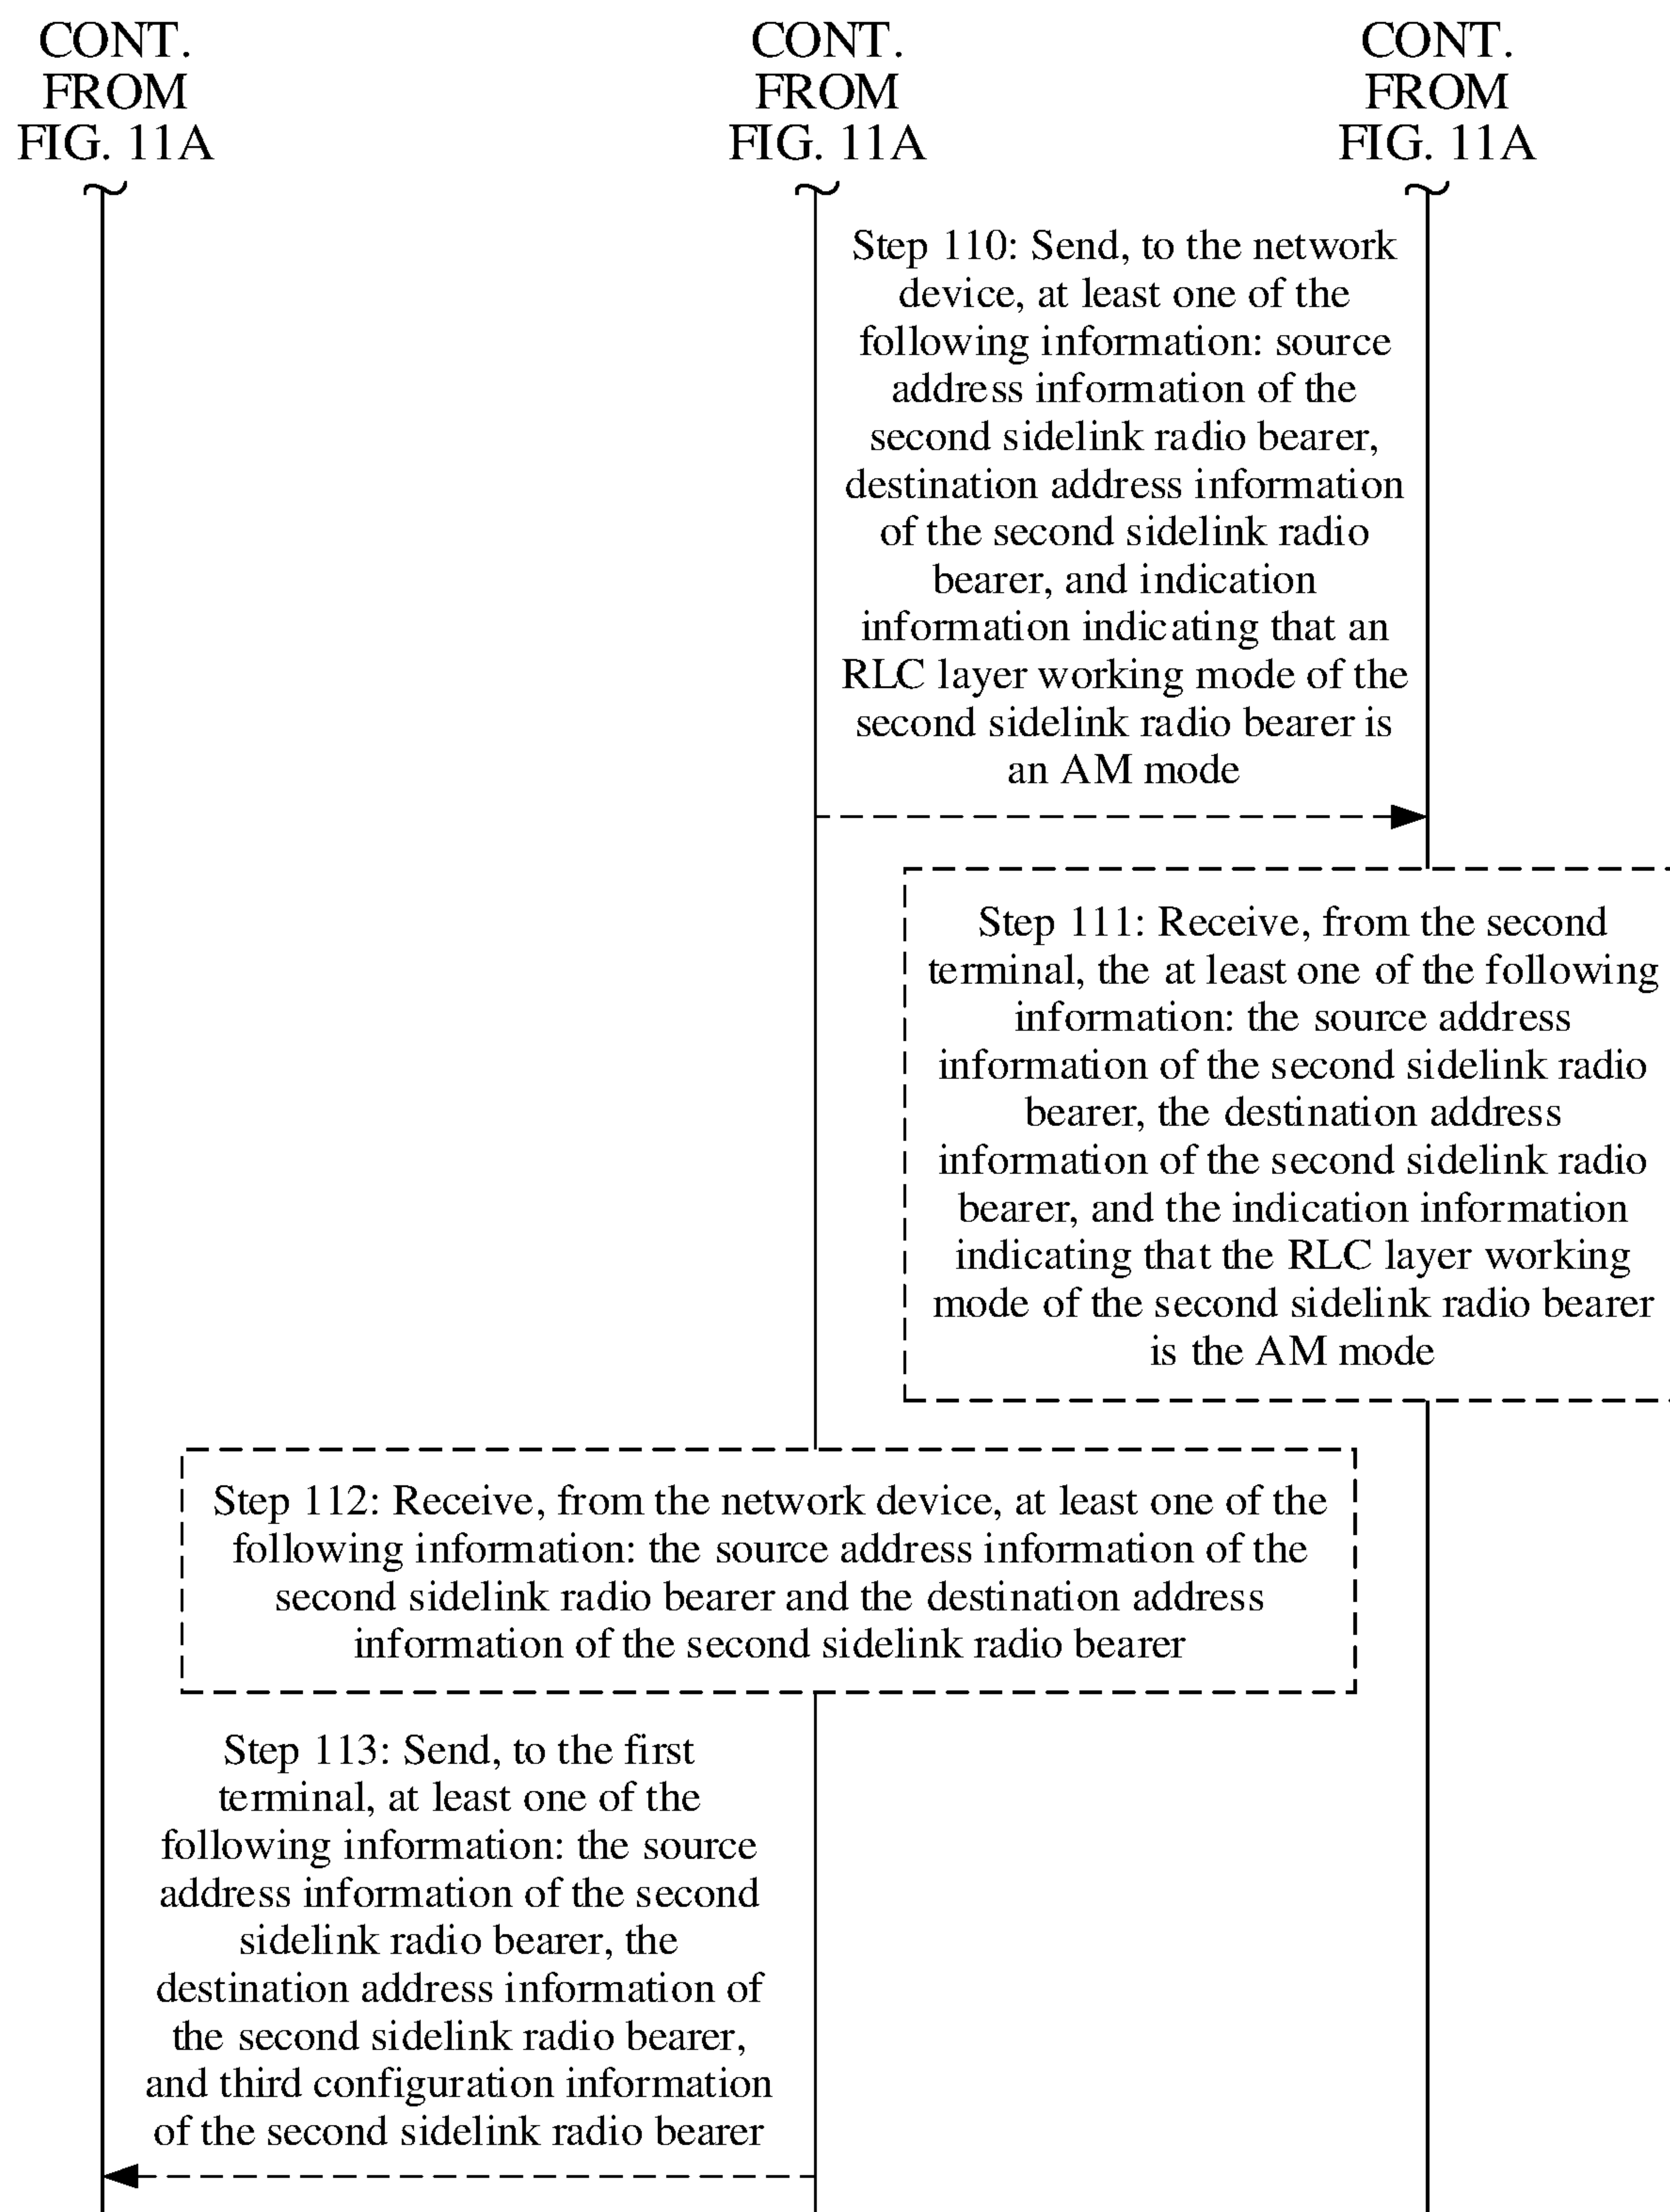 CONT.
FROM
FIG. 11A
CONT.
FROM
FIG. 11A
CONT.
FROM
FIG. 11A
Step 110: Send, to the network
device, at least one of the
following information: source
address information of the
second sidelink radio bearer,
destination address information
of the second sidelink radio
bearer, and indication
information indicating that an
RLC layer working mode of the
second sidelink radio bearer is
an AM mode
Step 111: Receive, from the second
terminal, the at least one of the following
information: the source address
information of the second sidelink radio
bearer, the destination address
information of the second sidelink radio
bearer, and the indication information
indicating that the RLC layer working
mode of the second sidelink radio bearer
is the AM mode
Step 112: Receive, from the network device, at least one of the
following information: the source address information of the
second sidelink radio bearer and the destination address
information of the second sidelink radio bearer
Step 113: Send, to the first
terminal, at least one of the
following information: the source
address information of the second
sidelink radio bearer, the
destination address information of
the second sidelink radio bearer,
and third configuration information
of the second sidelink radio bearer